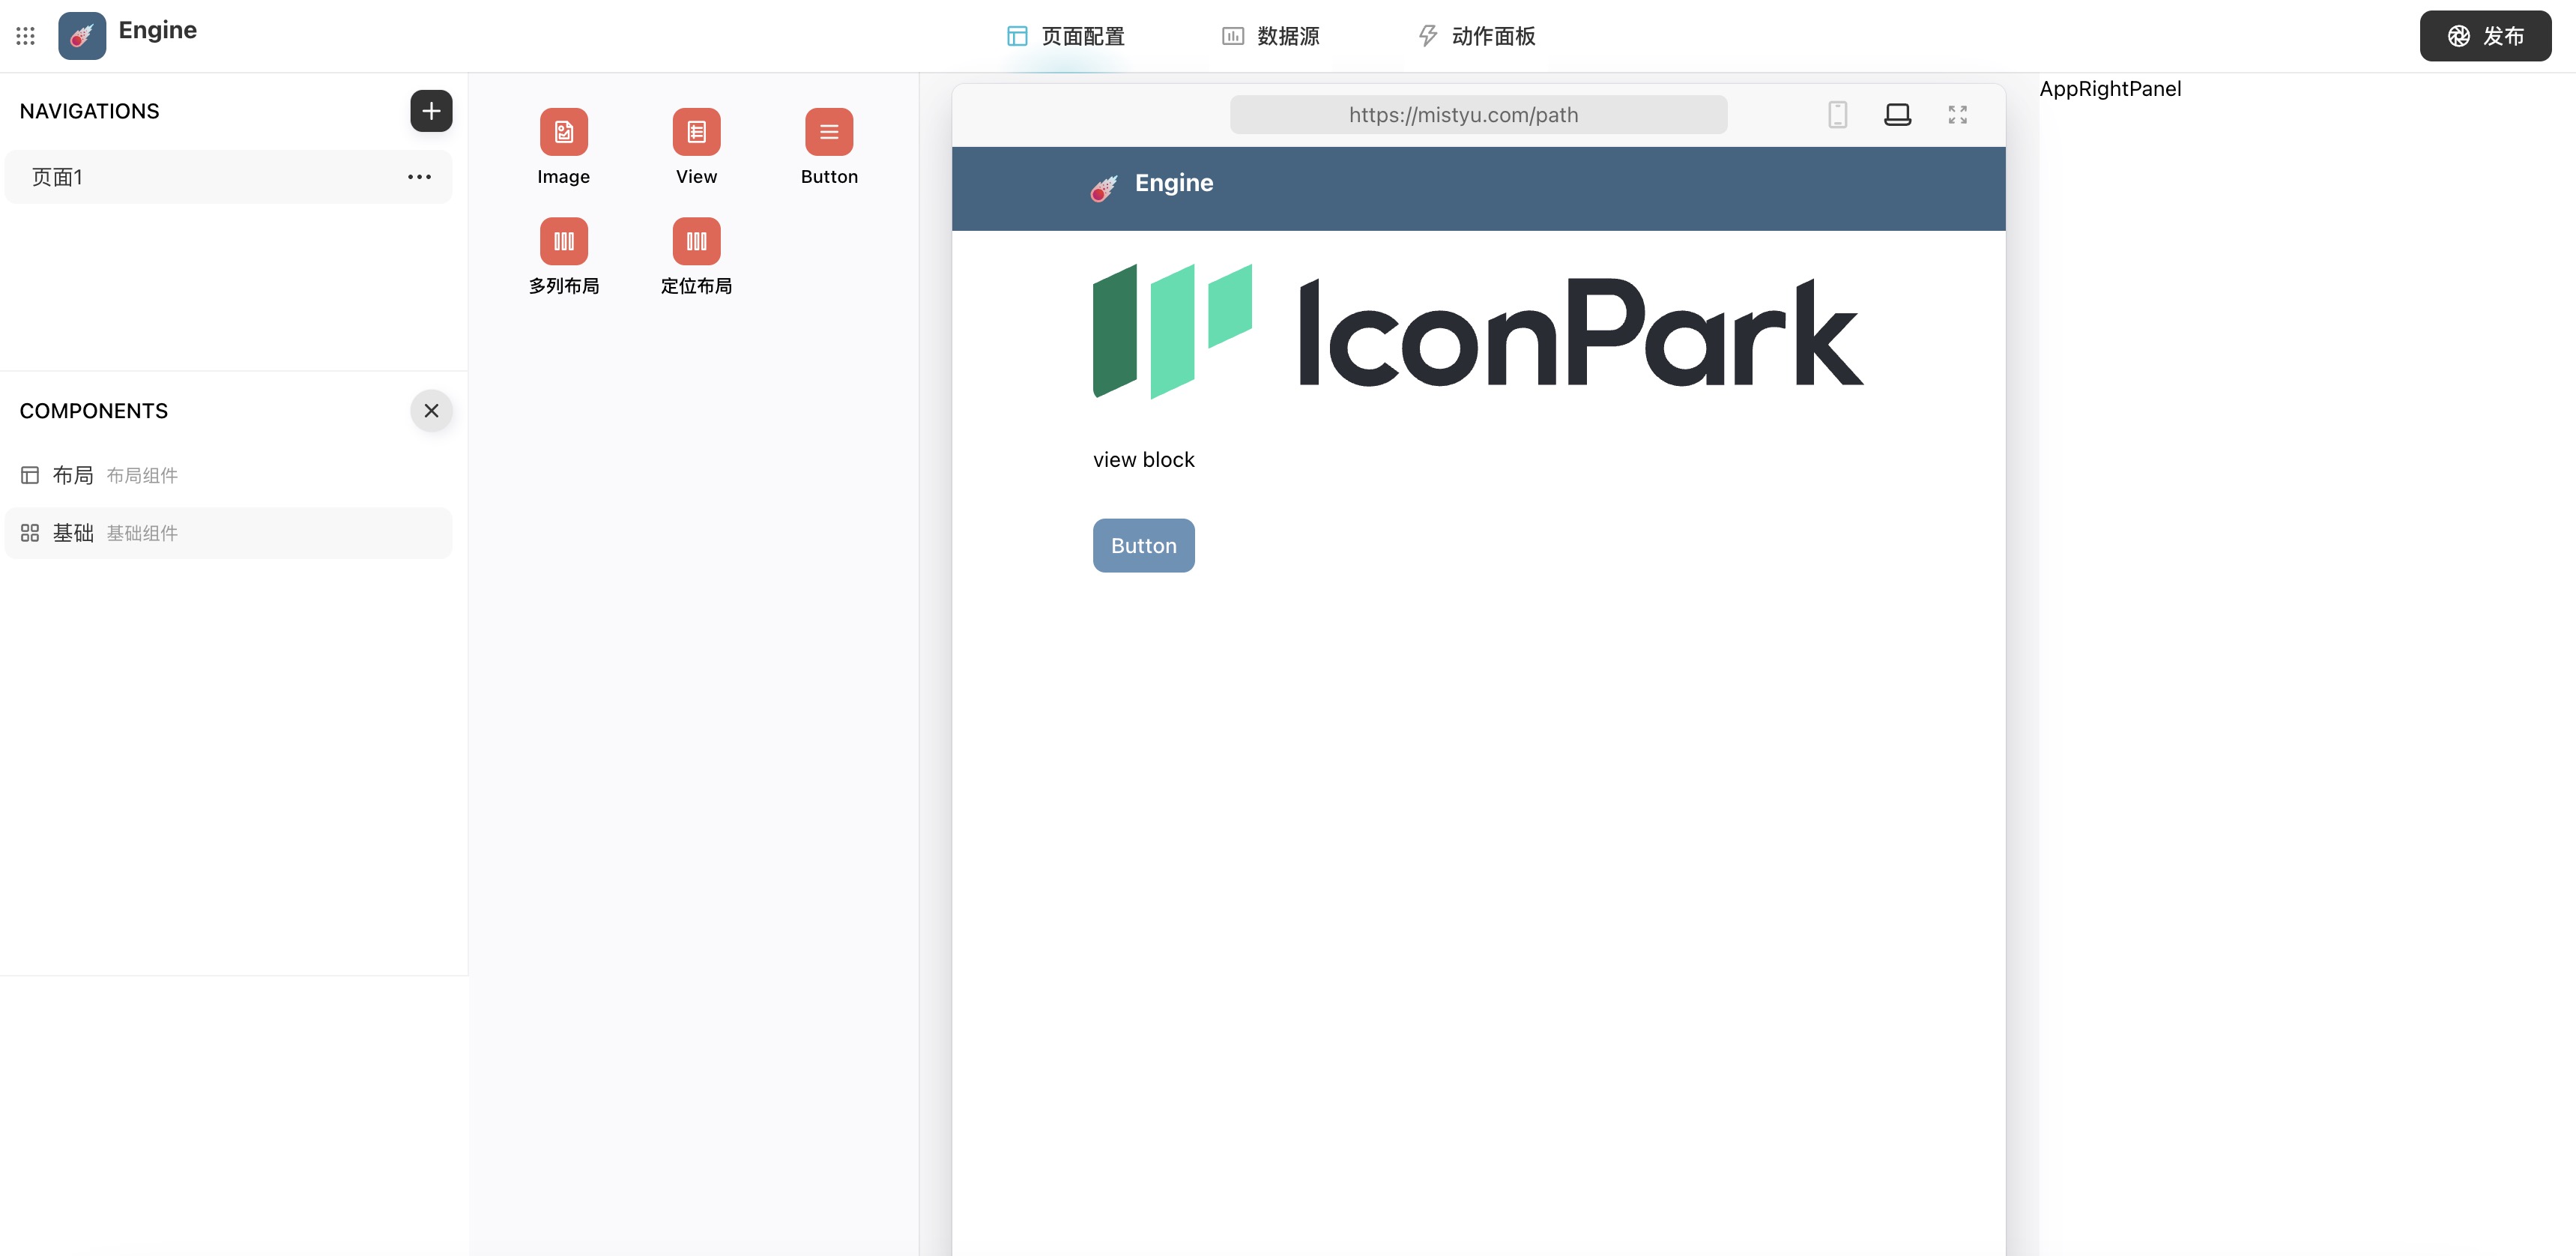 Engine
页面配置
数据源
动作面板
发布
NAVIGATIONS
页面1
COMPONENTS
布局 布局组件
基础 基础组件
Image
View
Button
多列布局
定位布局
https://mistyu.com/path
Engine
IconPark
view block
Button
AppRightPanel